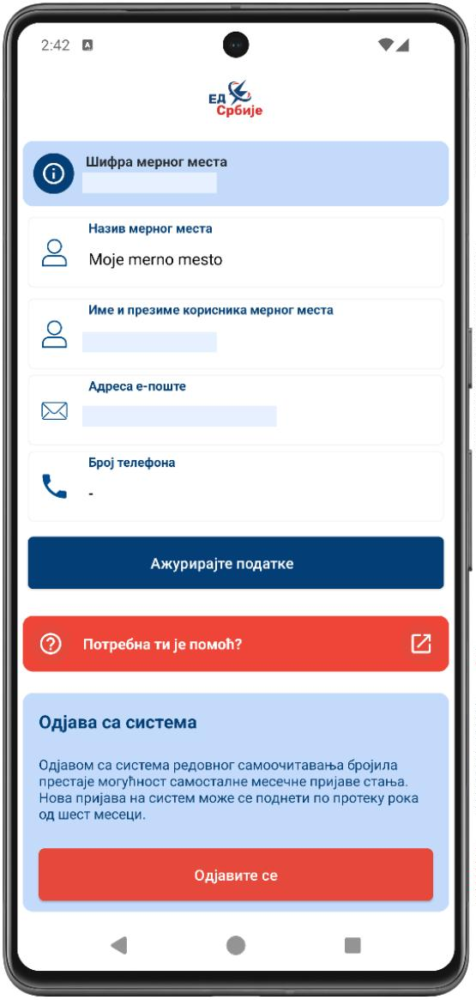 2:42
A
ЕД
Србије
Шифра мерног места
Назив мерног места
Moje merno mesto
Име и презиме корисника мерног места
Адреса е-поште
Број телефона
-
Ажурирајте податке
Потребна ти је помоћ?
Одјава са система
Одјавом са система редовног самоочитавања бројила
престаје могућност самосталне месечне пријаве стања.
Нова пријава на систем може се поднети по протеку рока
од шест месеци.
Одјавите се